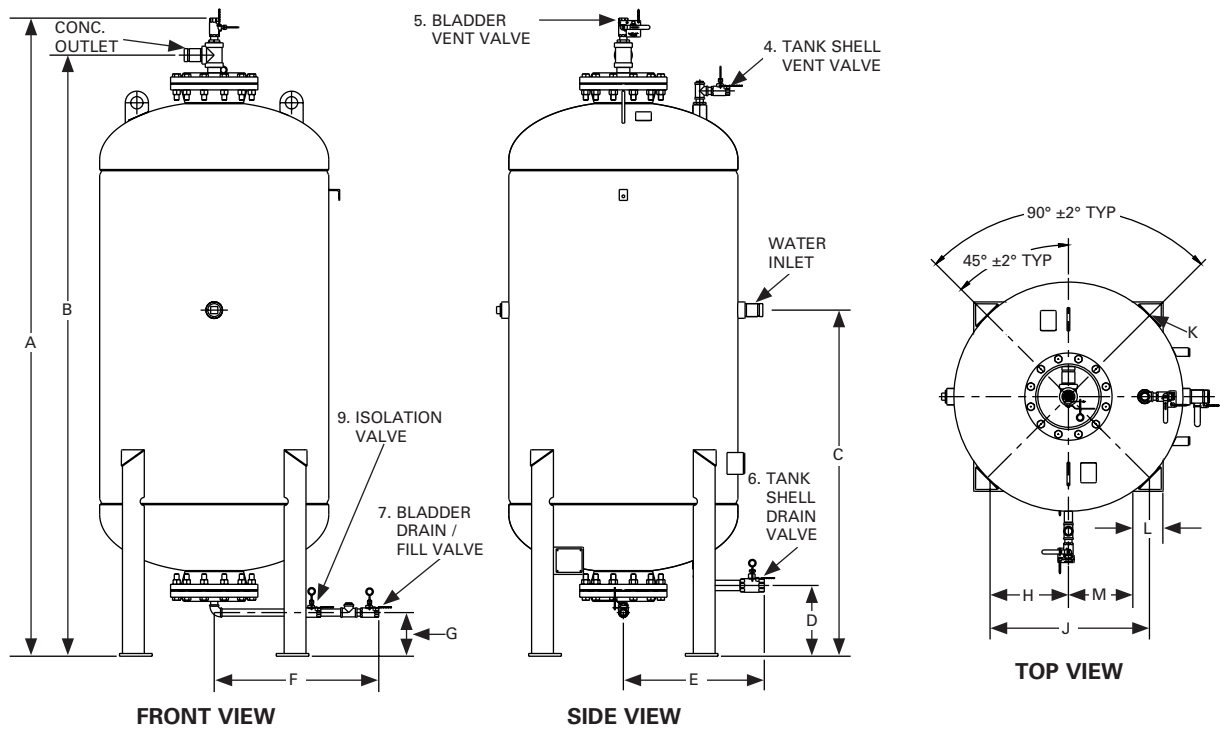 CONC.
OUTLET
A
B
9. ISOLATION
VALVE
7. BLADDER
DRAIN /
FILL VALVE
G
F
FRONT VIEW
5. BLADDER
VENT VALVE
4. TANK SHELL
VENT VALVE
WATER
INLET
C
6. TANK
SHELL
DRAIN
VALVE
D
E
SIDE VIEW
90° ±2° TYP
45° ±2° TYP
K
L
H
M
J
TOP VIEW